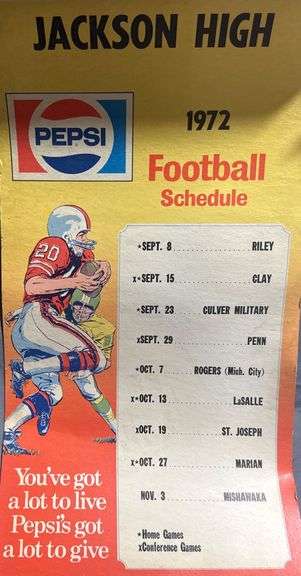 JACKSON HIGH
PEPSI
1972
Football
Schedule
20
*SEPT. 8 .................... RILEY
x*SEPT. 15 .................... CLAY
*SEPT. 23 ........ CULVER MILITARY
xSEPT. 29 .................... PENN
*OCT. 7 ...... ROGERS (Mich. City)
x*OCT. 13 ................ LaSALLE
xOCT. 19 .............. ST. JOSEPH
x*OCT. 27 ................ MARIAN
NOV. 3 .............. MISHAWAKA
*Home Games
xConference Games
You've got
a lot to live
Pepsi's got
a lot to give